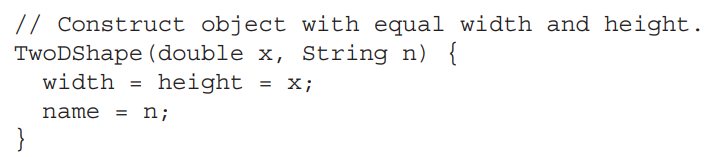 // Construct object with equal width and height.
TwoDShape(double x, String n) {
  width = height = x;
  name = n;
}